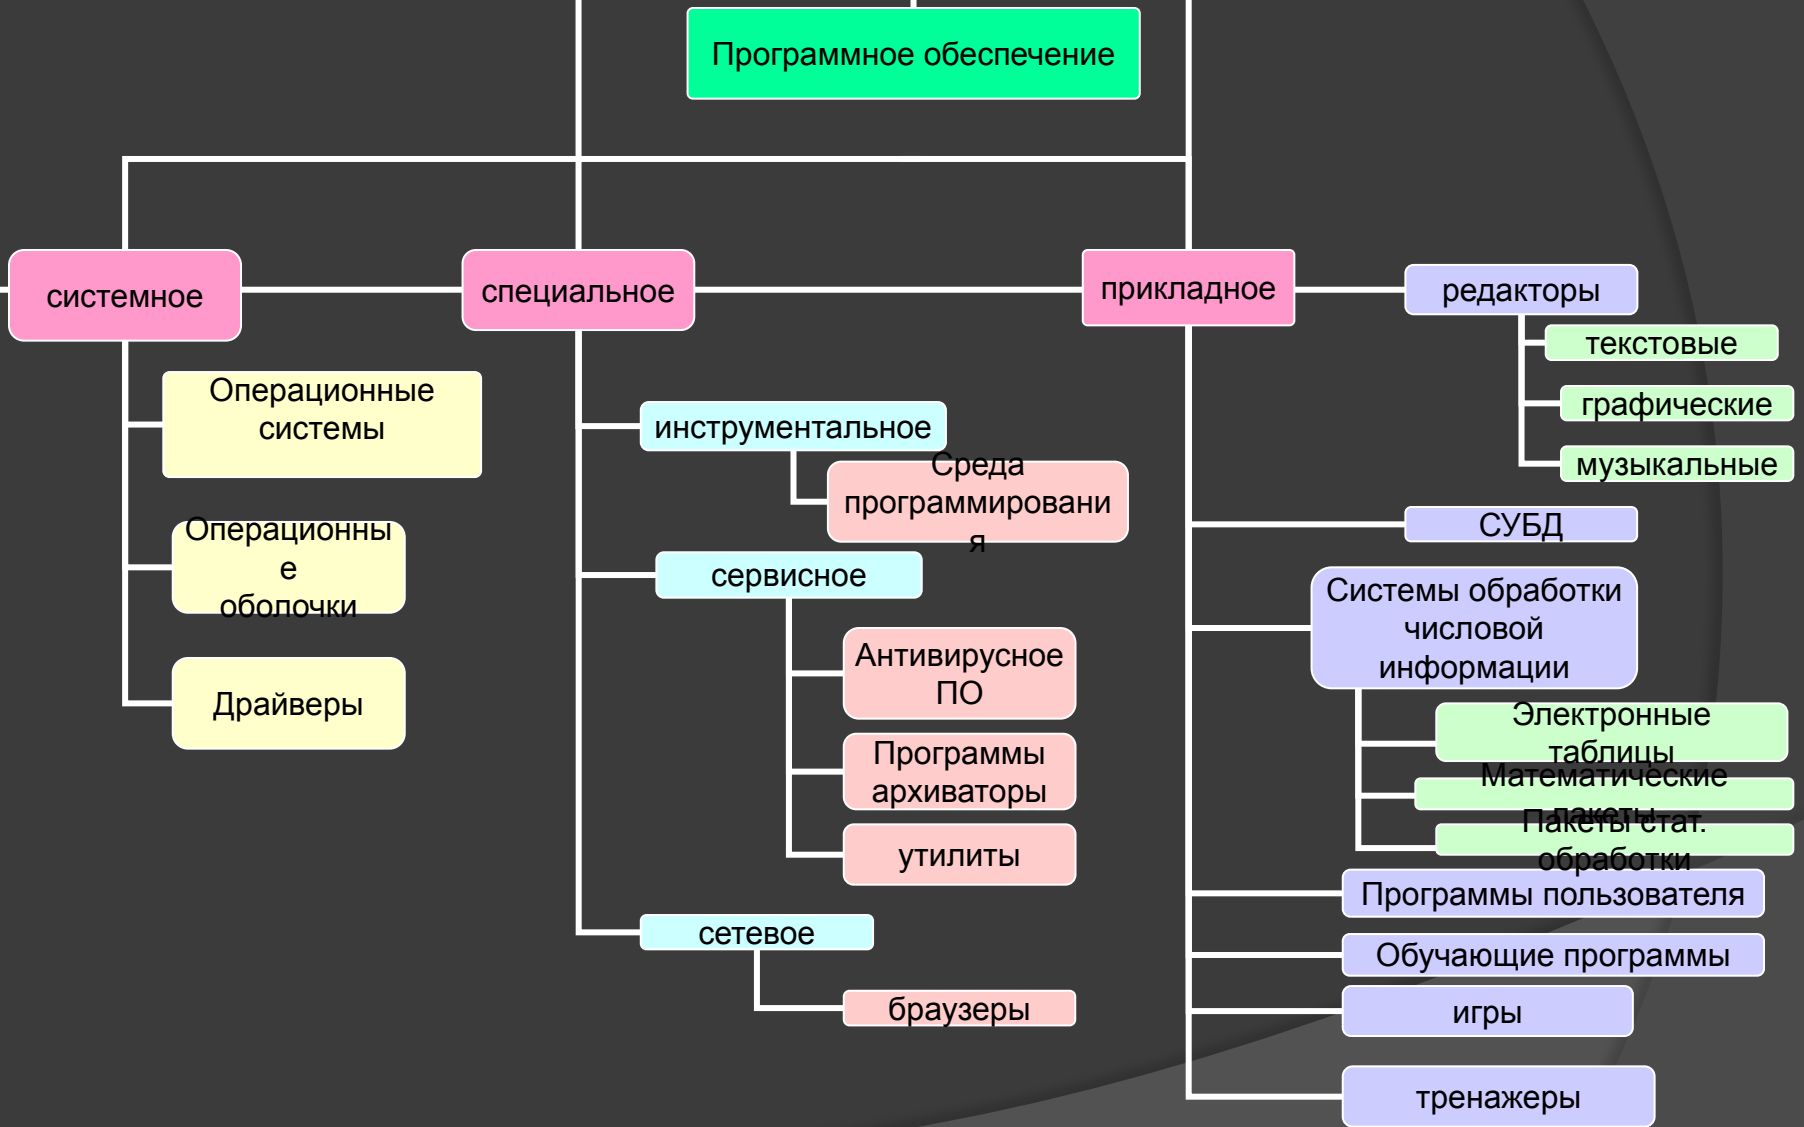 Программное обеспечение
системное
Операционные
системы
Операционны
е
оболочки
Драйверы
специальное
инструментальное
Среда
программировани
я
сервисное
Антивирусное
ПО
Программы
архиваторы
утилиты
сетевое
браузеры
прикладное
редакторы
текстовые
графические
музыкальные
СУБД
Системы обработки
числовой
информации
Электронные
таблицы
Математические
пакеты
Пакеты стат.
обработки
Программы пользователя
Обучающие программы
игры
тренажеры